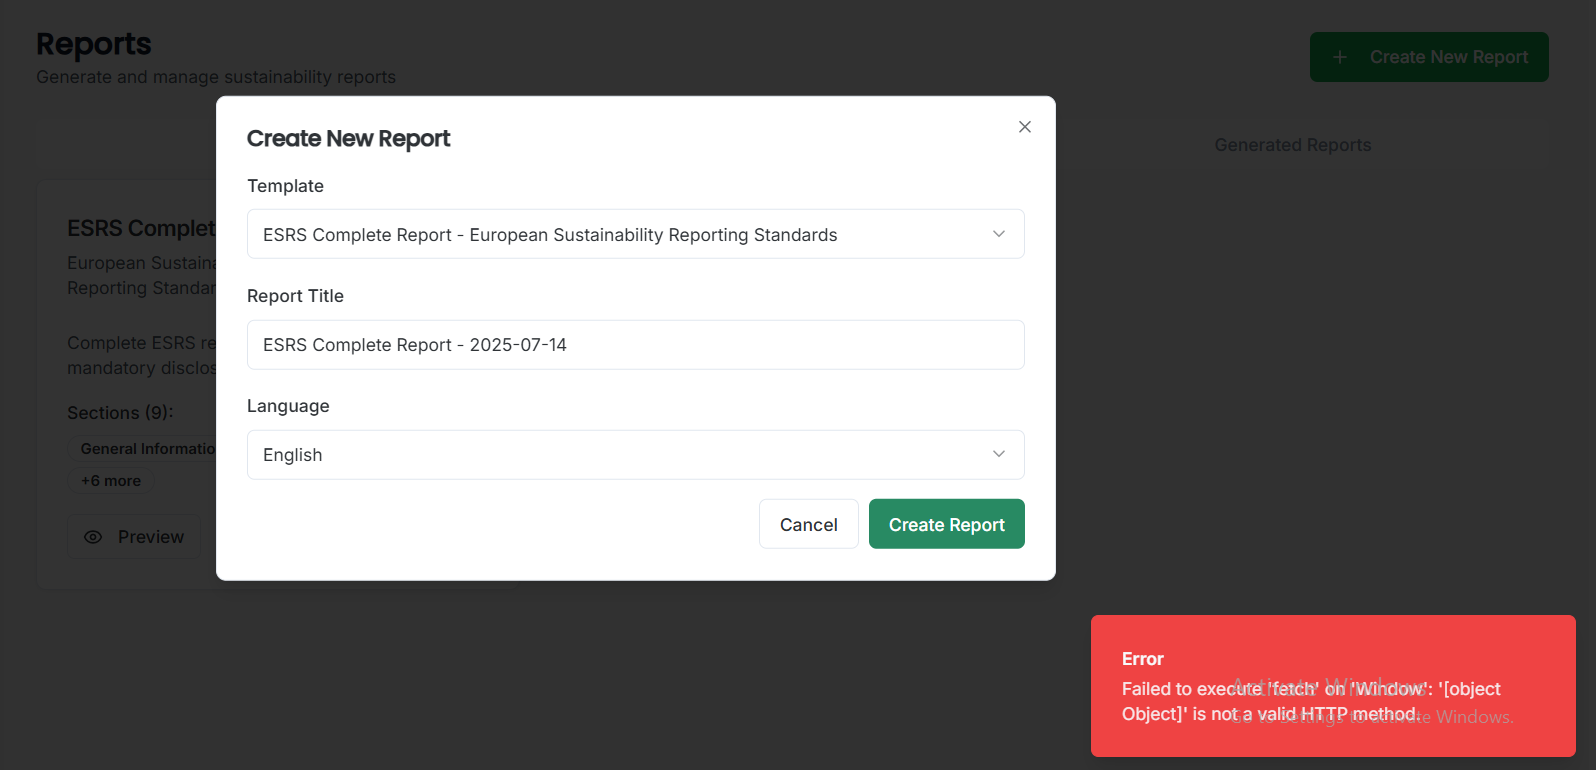 Reports
Generate and manage sustainability reports
+ Create New Report
Generated Reports
ESRS Complet
European Sustaina
Reporting Standar
Complete ESRS re
mandatory disclos
Sections (9):
General Informatio
+6 more
Preview
Create New Report
Template
ESRS Complete Report - European Sustainability Reporting Standards
Report Title
ESRS Complete Report - 2025-07-14
Language
English
Cancel
Create Report
Error
Failed to execute 'fetch' on 'Window': '[object
Object]' is not a valid HTTP method.
Activate Windows
Go to Settings to activate Windows.